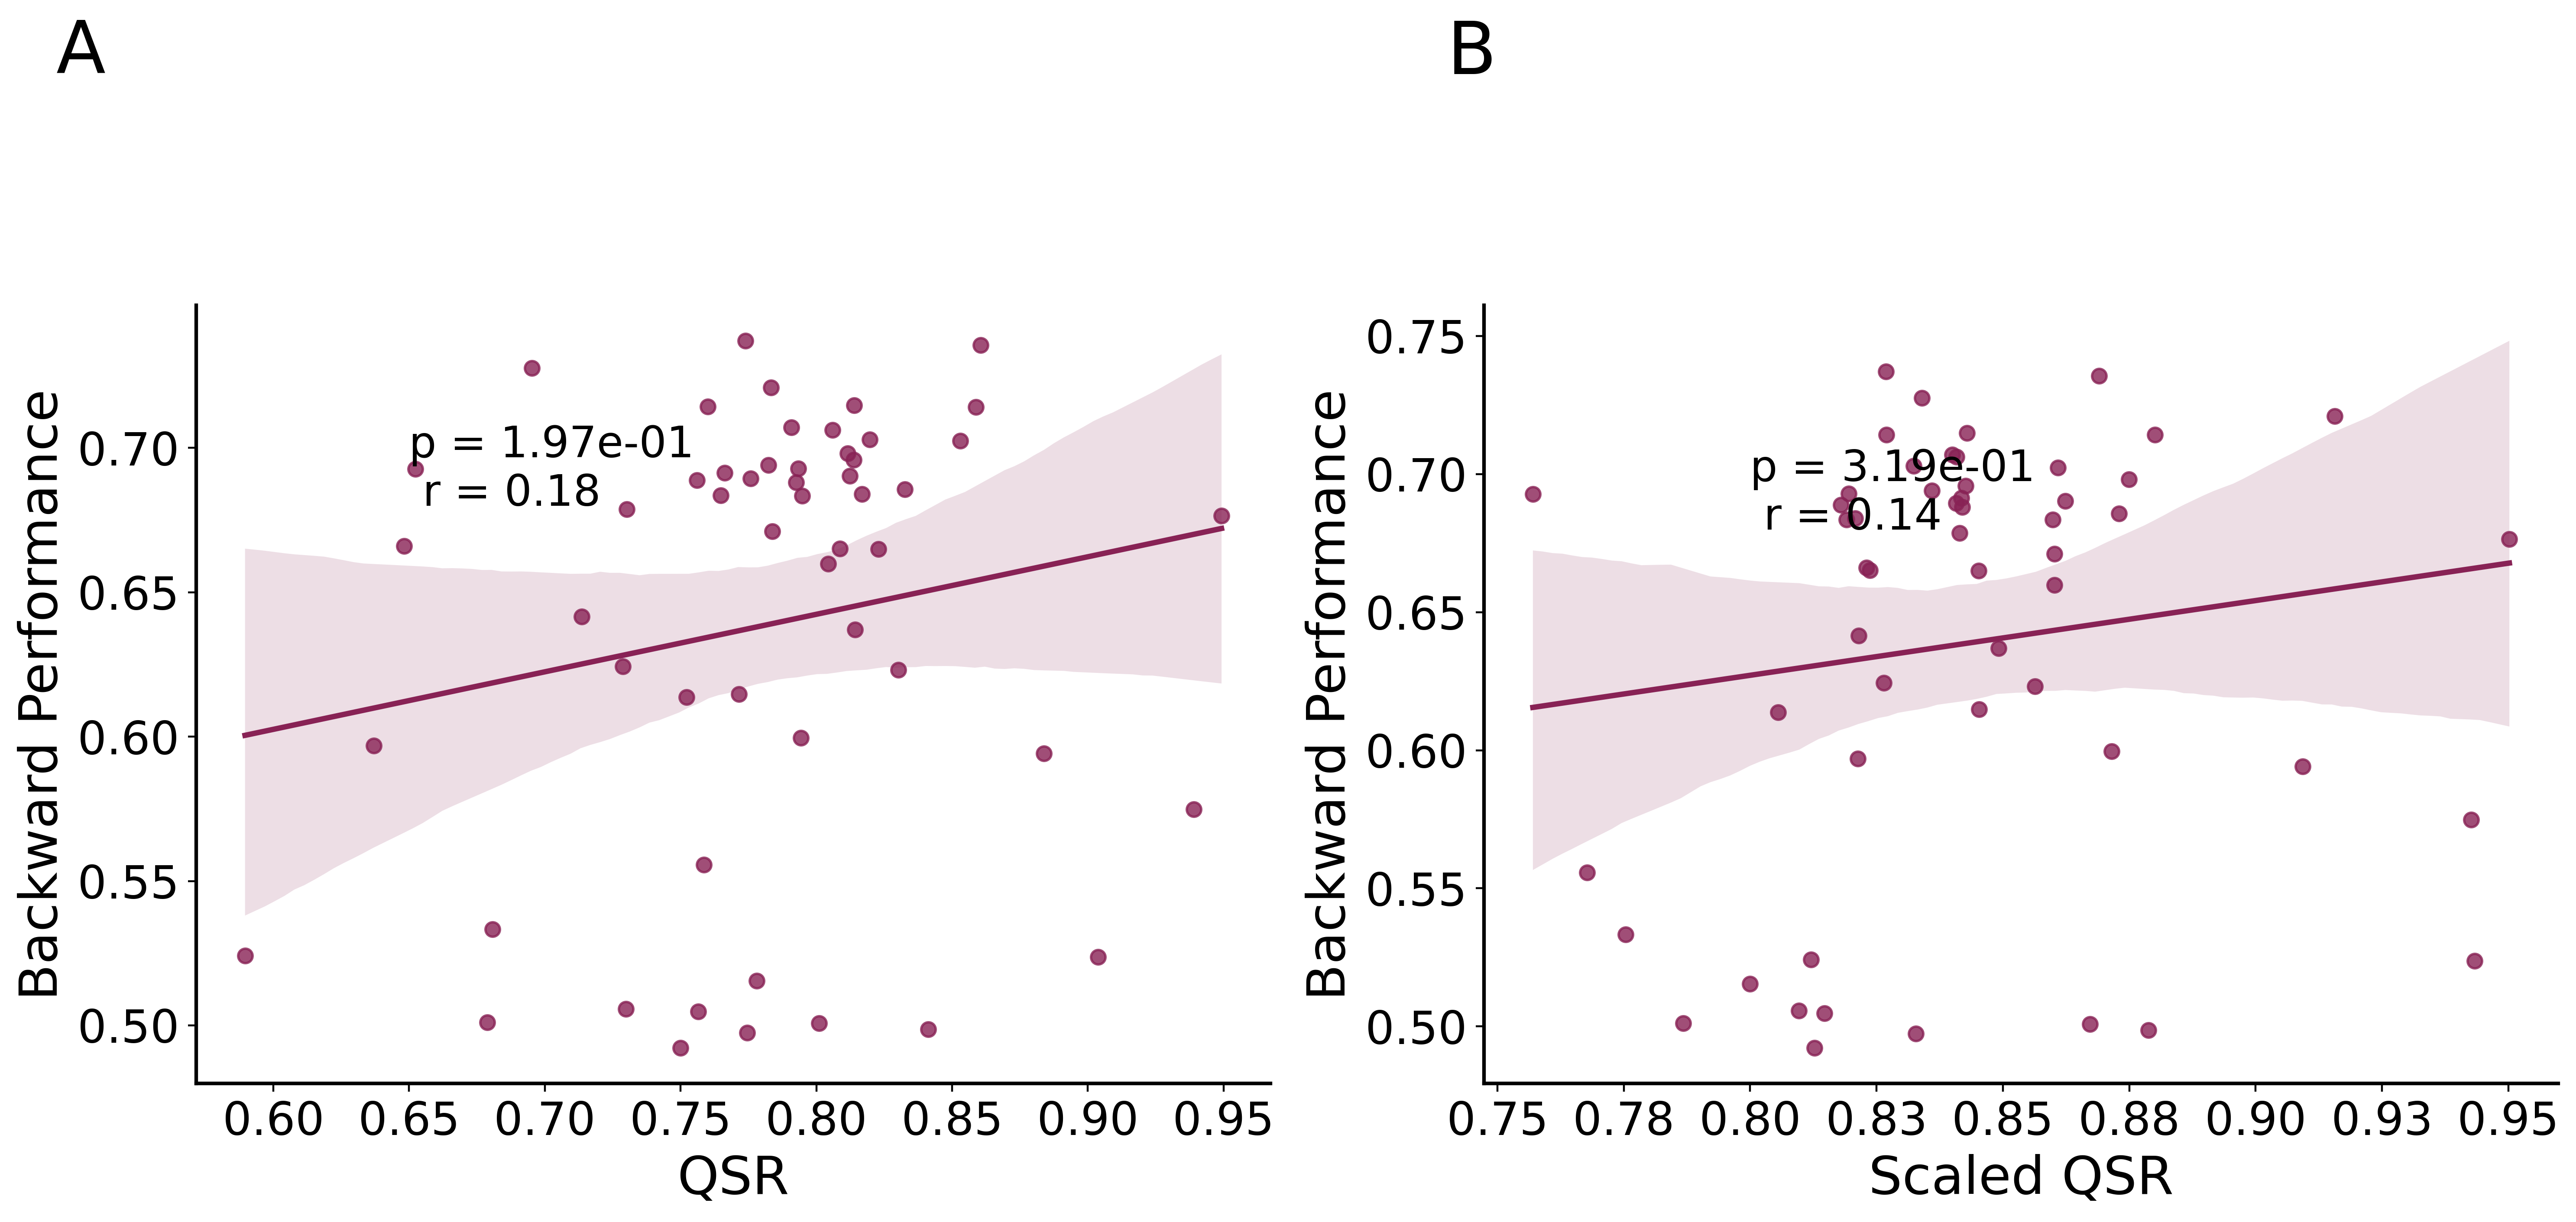 A
B
Backward Performance
0.70
0.65
0.60
0.55
0.50
p = 1.97e-01
r = 0.18
0.60 0.65 0.70 0.75 0.80 0.85 0.90 0.95
QSR
Backward Performance
0.75
0.70
0.65
0.60
0.55
0.50
p = 3.19e-01
r = 0.14
0.75 0.78 0.80 0.83 0.85 0.88 0.90 0.93 0.95
Scaled QSR